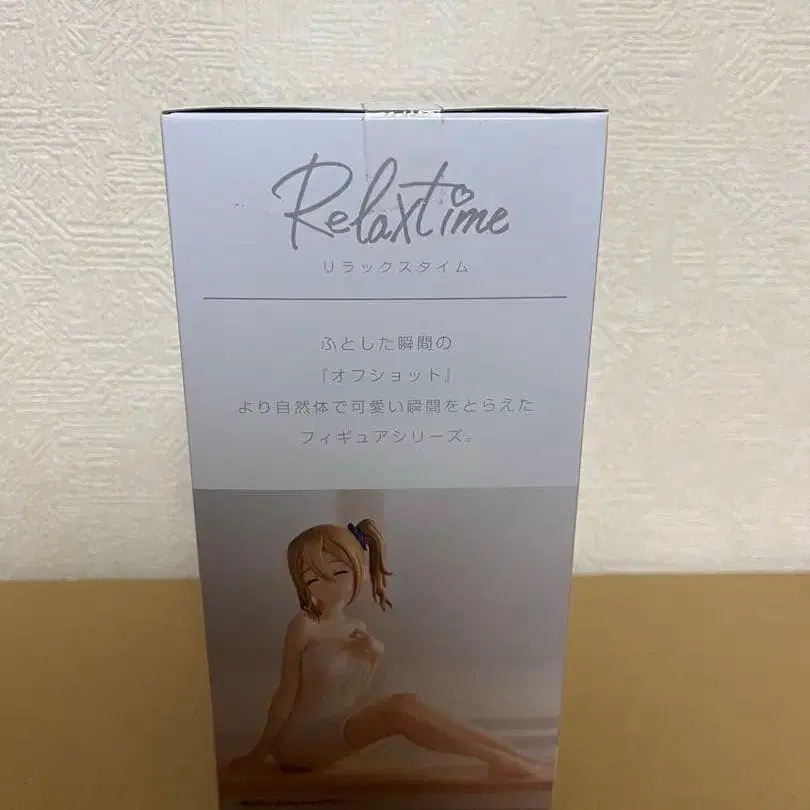 Relaxtime
リラックスタイム
ふとした瞬間の
『オフショット』
より自然体で可愛い瞬間をとらえた
フィギュアシリーズ。